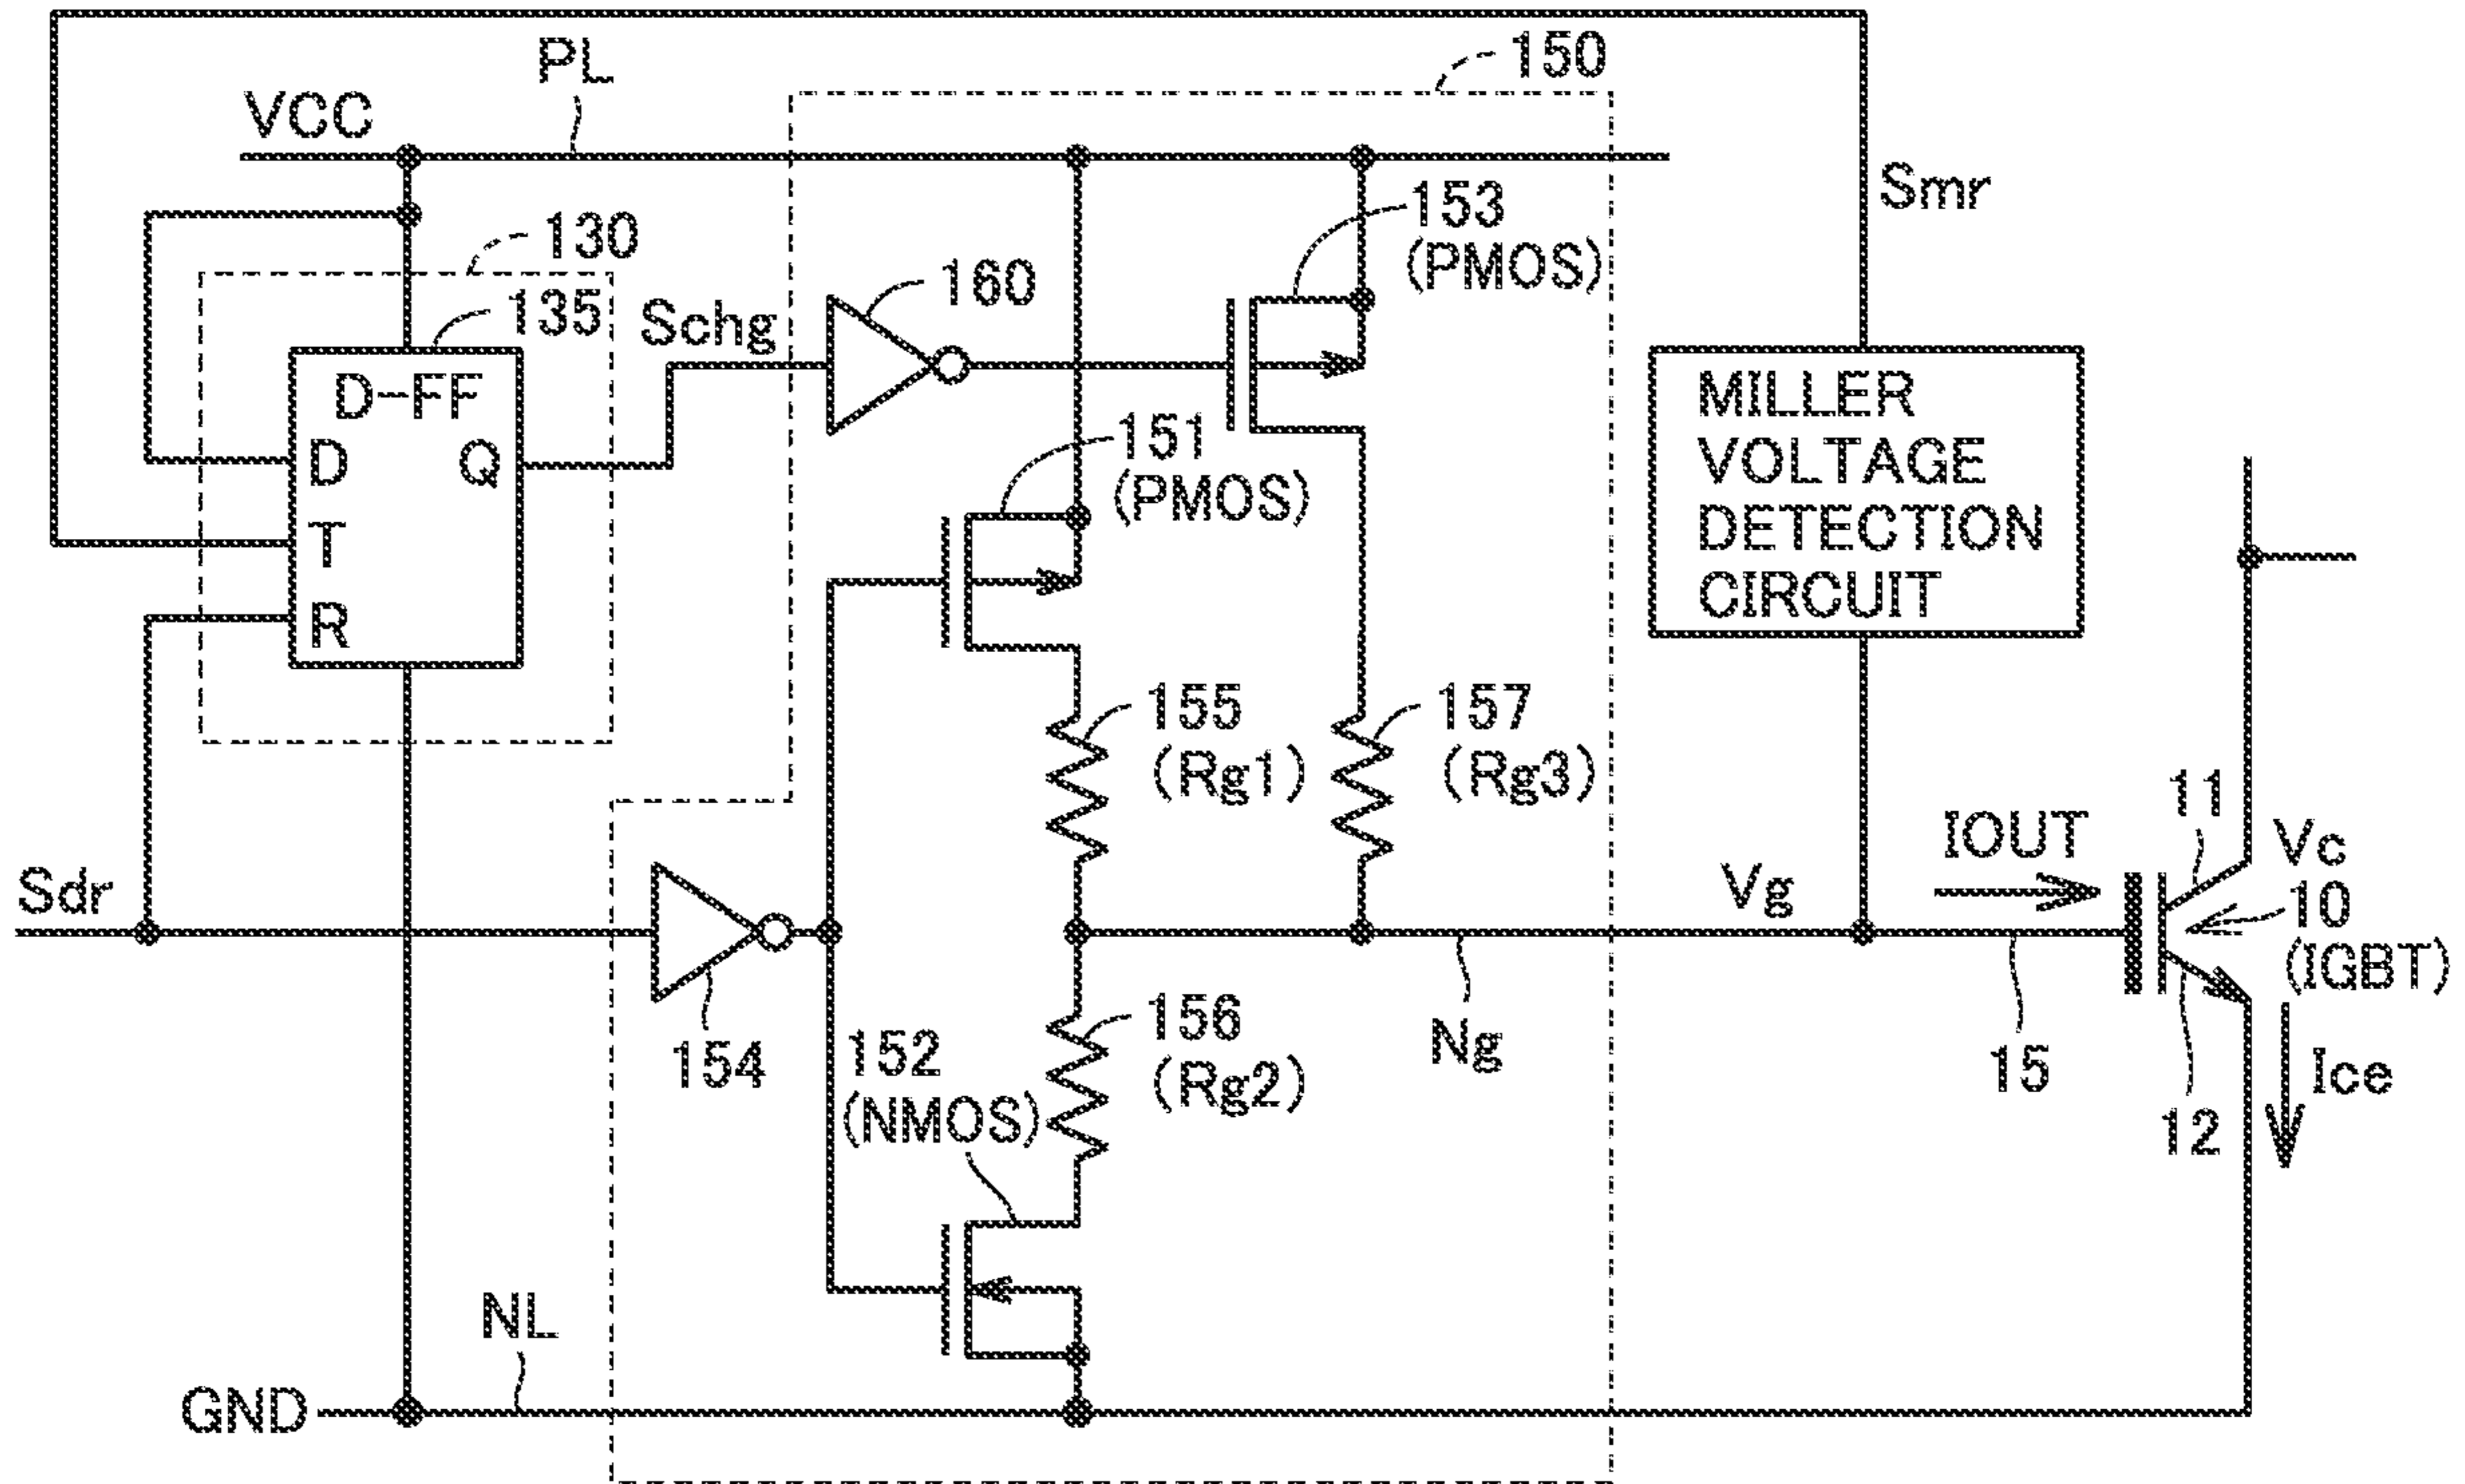 PL
150
VCC
Smr
153
(PMOS)
130
160
135
Schg
D-FF
D
Q
T
R
151
(PMOS)
MILLER
VOLTAGE
DETECTION
CIRCUIT
155
(Rg1)
157
(Rg3)
11
IOUT
Vc
Vg
10
(IGBT)
Sdr
154
152
(NMOS)
156
(Rg2)
Ng
15
12
Ice
NL
GND